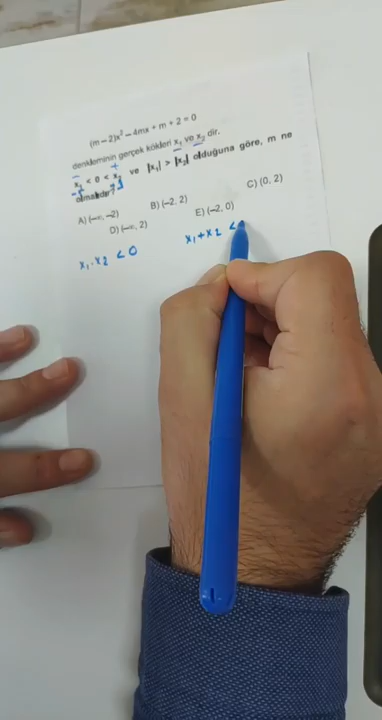 (m – 2)x² – 4mx + m + 2 = 0
denkleminin gerçek kökleri x₁ ve x₂ dir.
x₁ < 0 < x₂ ve |x₁| > |x₂| olduğuna göre, m ne
olmalıdır?
A) (–∞, –2) B) (–2, 2) C) (0, 2)
D) (–∞, 2) E) (–2, 0)
x₁ . x₂ < 0 x₁ + x₂ <